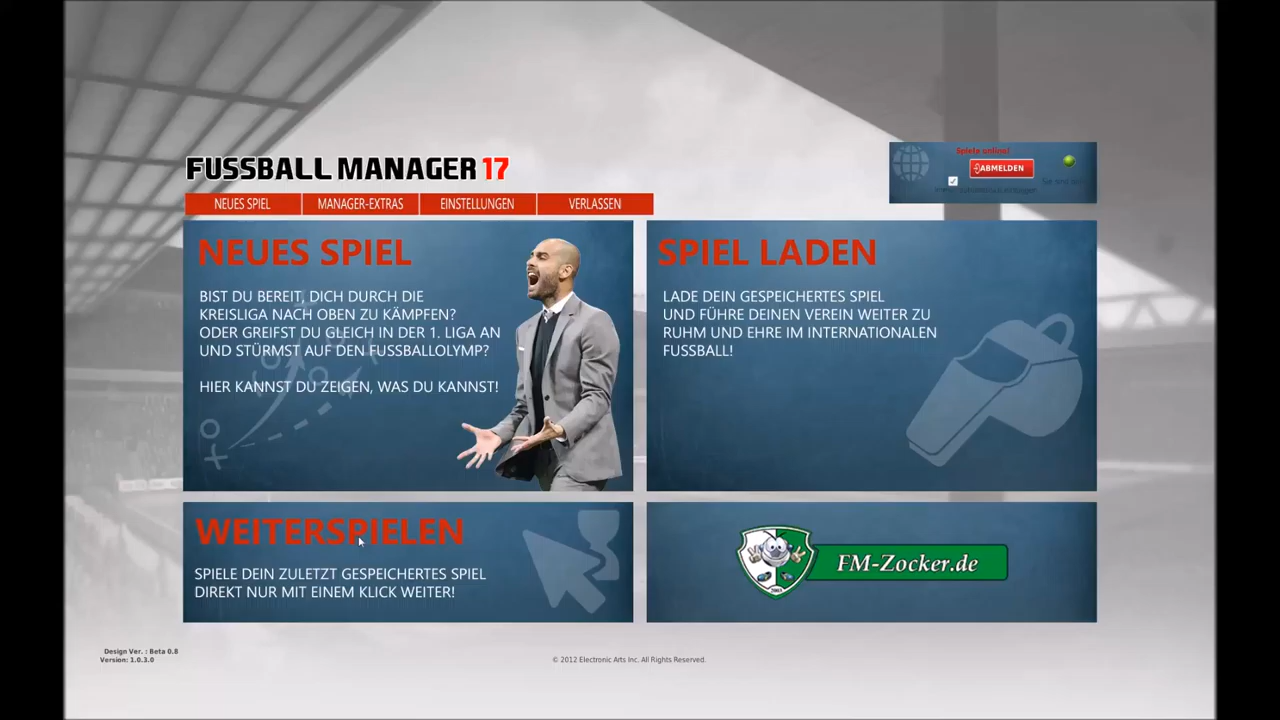 FUSSBALL MANAGER 17
Spiele online!
ABMELDEN
NEUES SPIEL
MANAGER-EXTRAS
EINSTELLUNGEN
VERLASSEN
NEUES SPIEL
BIST DU BEREIT, DICH DURCH DIE
KREISLIGA NACH OBEN ZU KÄMPFEN?
ODER GREIFST DU GLEICH IN DER 1. LIGA AN
UND STÜRMST AUF DEN FUSSBALLOLYMP?
HIER KANNST DU ZEIGEN, WAS DU KANNST!
SPIEL LADEN
LADE DEIN GESPEICHERTES SPIEL
UND FÜHRE DEINEN VEREIN WEITER ZU
RUHM UND EHRE IM INTERNATIONALEN
FUSSBALL!
WEITERSPIELEN
SPIELE DEIN ZULETZT GESPEICHERTES SPIEL
DIREKT NUR MIT EINEM KLICK WEITER!
2003
FM-Zocker.de
Design Ver. : Beta 0.8
Version: 1.0.3.0
© 2012 Electronic Arts Inc. All Rights Reserved.